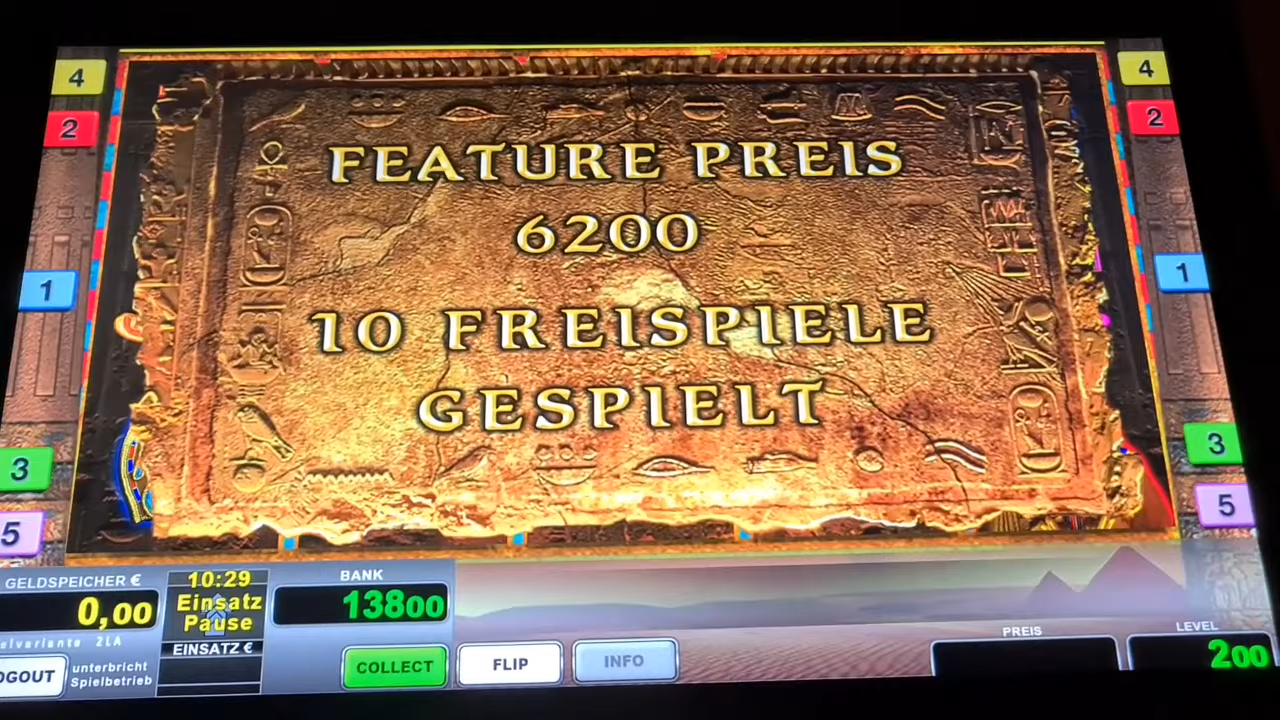 4
4
2
2
FEATURE PREIS
6200
1
1
10 FREISPIELE
GESPIELT
3
3
5
5
GELDSPEICHER €
0,00
10:29
Einsatz
Pause
EINSATZ €
BANK
13800
unterbricht
Spielbetrieb
COLLECT
FLIP
INFO
PREIS
LEVEL
200